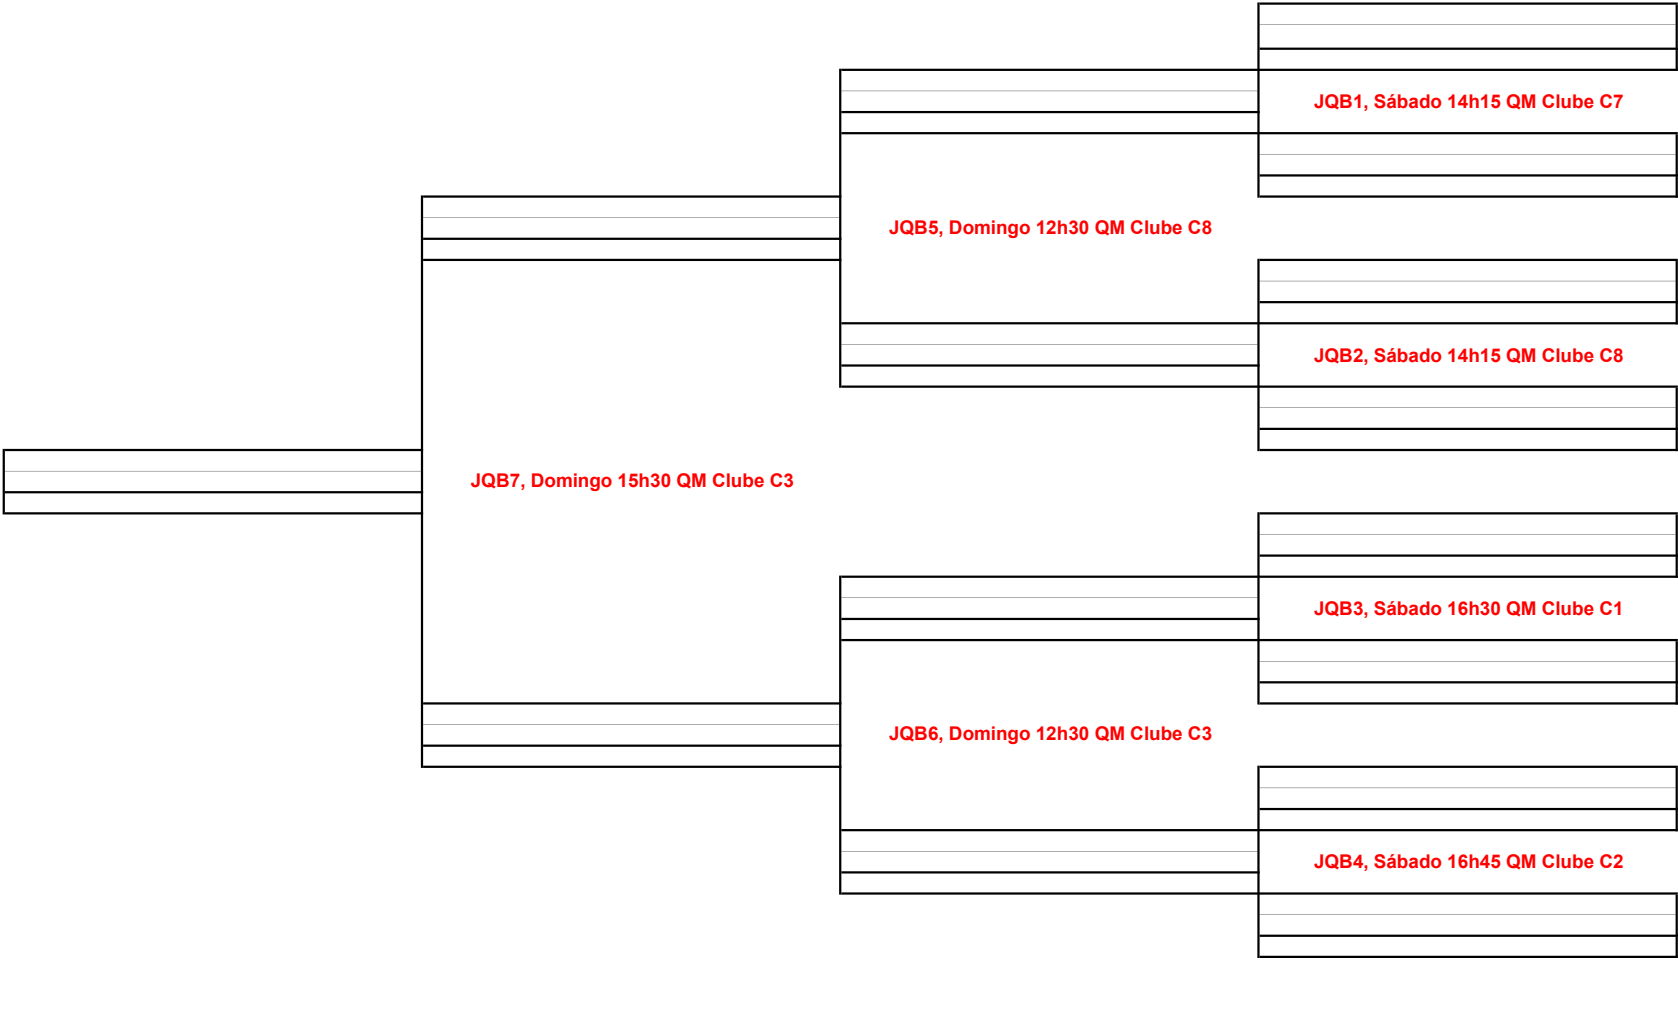 JQB1, Sábado 14h15 QM Clube C7
JQB5, Domingo 12h30 QM Clube C8
JQB2, Sábado 14h15 QM Clube C8
JQB7, Domingo 15h30 QM Clube C3
JQB3, Sábado 16h30 QM Clube C1
JQB6, Domingo 12h30 QM Clube C3
JQB4, Sábado 16h45 QM Clube C2